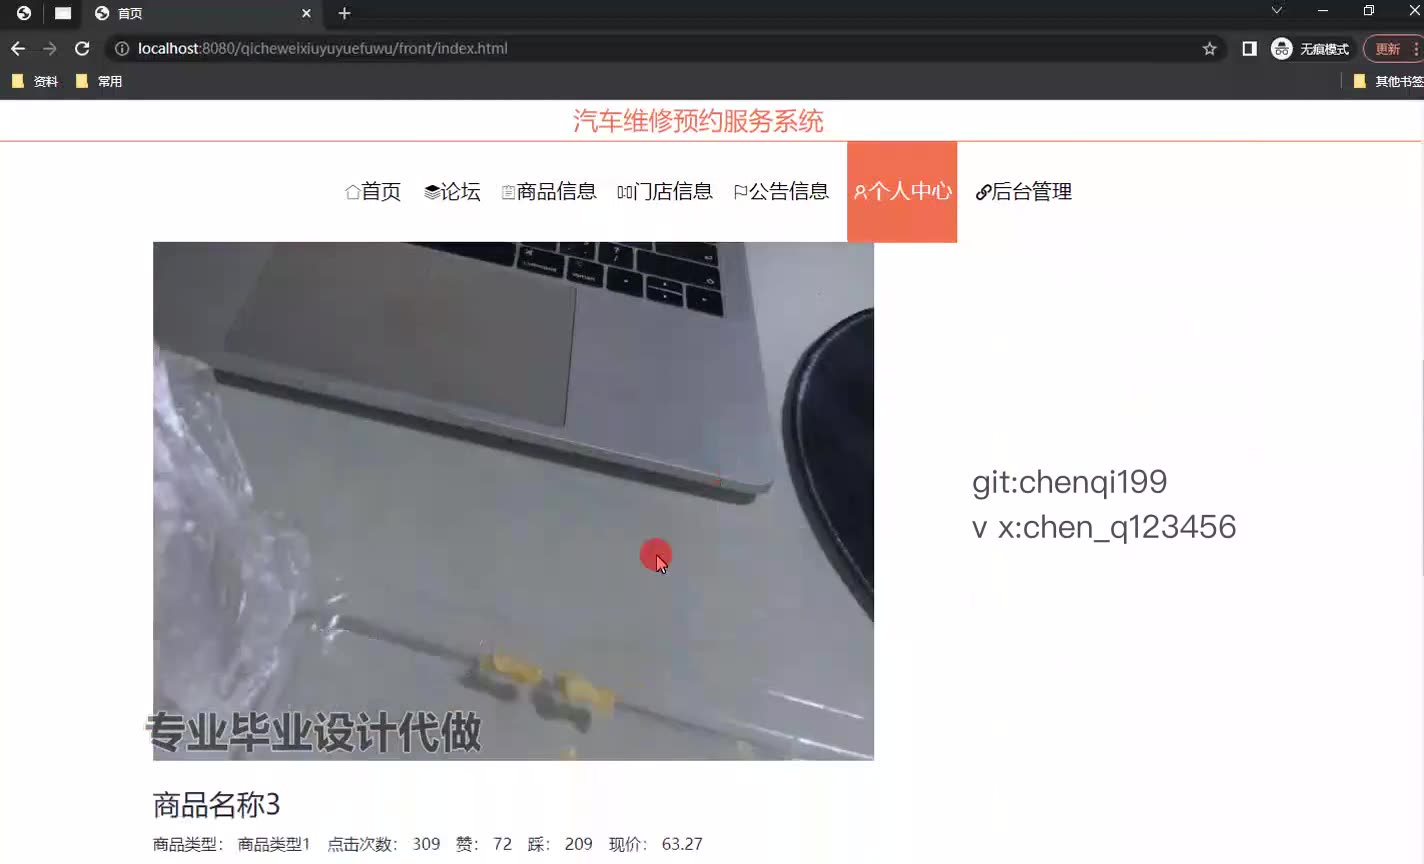 首页
localhost:8080/qicheweixiuyuyuefuwu/front/index.html
无痕模式
更新
资料
常用
其他书签
汽车维修预约服务系统
首页 论坛 商品信息 门店信息 公告信息 个人中心 后台管理
git:chenqi199
v x:chen_q123456
专业毕业设计代做
商品名称3
商品类型: 商品类型1 点击次数: 309 赞: 72 踩: 209 现价: 63.27